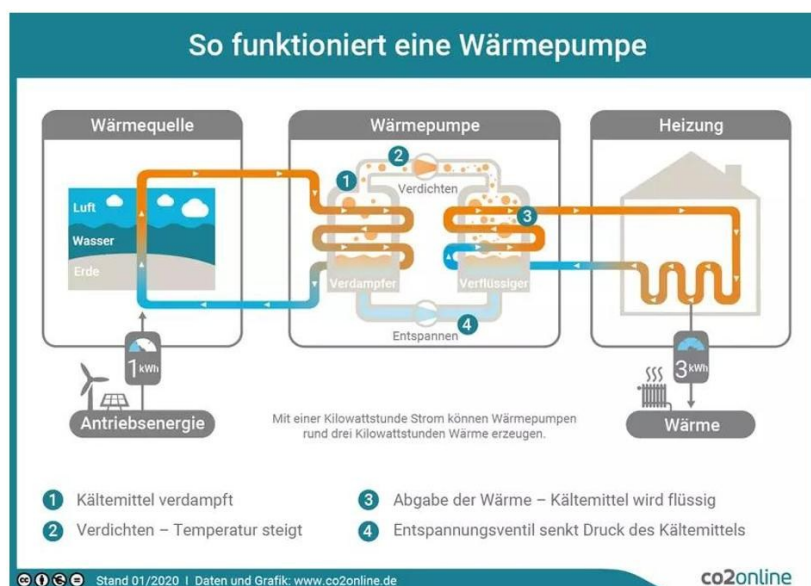 So funktioniert eine Wärmepumpe
Wärmequelle
Wärmepumpe
Heizung
Luft
Wasser
Erde
1
2
Verdichten
3
Verdampfer
Verflüssiger
4
Entspannen
1 kWh
3 kWh
Antriebsenergie
Mit einer Kilowattstunde Strom können Wärmepumpen
rund drei Kilowattstunden Wärme erzeugen.
Wärme
1 Kältemittel verdampft
2 Verdichten – Temperatur steigt
3 Abgabe der Wärme – Kältemittel wird flüssig
4 Entspannungsventil senkt Druck des Kältemittels
Stand 01/2020 | Daten und Grafik: www.co2online.de
co2online